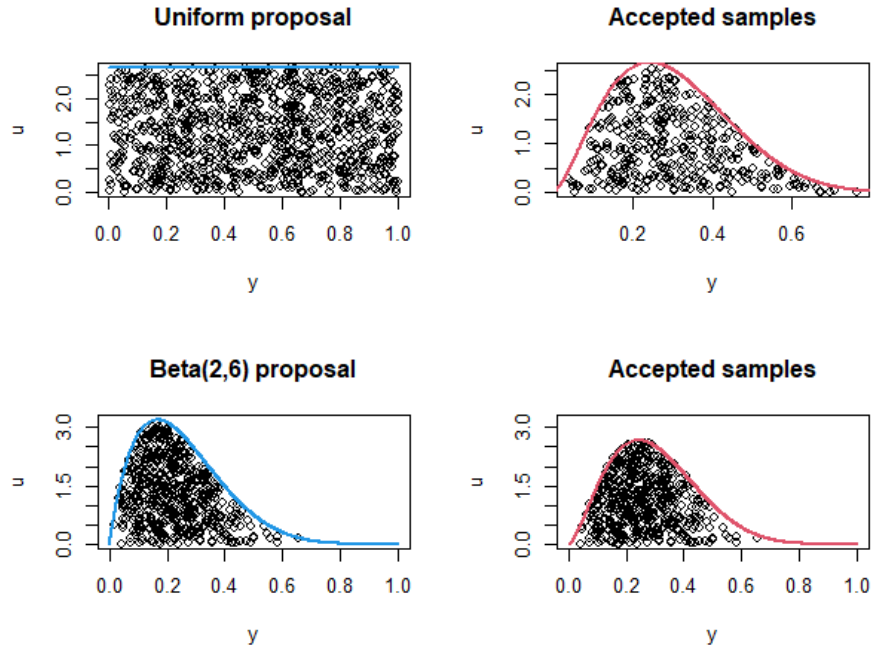 Uniform proposal
u
0.0 1.0 2.0
0.0 0.2 0.4 0.6 0.8 1.0
y
Accepted samples
u
0.0 1.0 2.0
0.2 0.4 0.6
y
Beta(2,6) proposal
u
0.0 1.5 3.0
0.0 0.2 0.4 0.6 0.8 1.0
y
Accepted samples
u
0.0 1.5 3.0
0.0 0.2 0.4 0.6 0.8 1.0
y